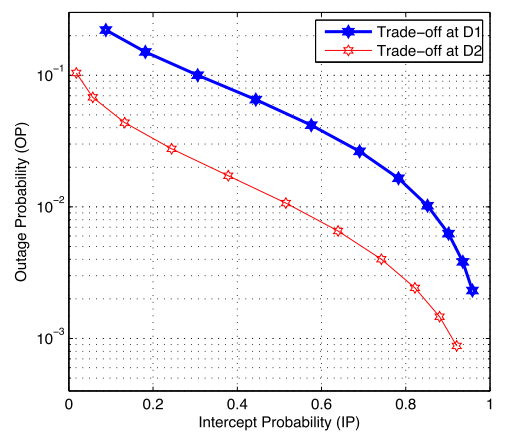 Trade-off at D1
Trade-off at D2
10⁻¹
10⁻²
10⁻³
Outage Probability (OP)
0 0.2 0.4 0.6 0.8 1
Intercept Probability (IP)